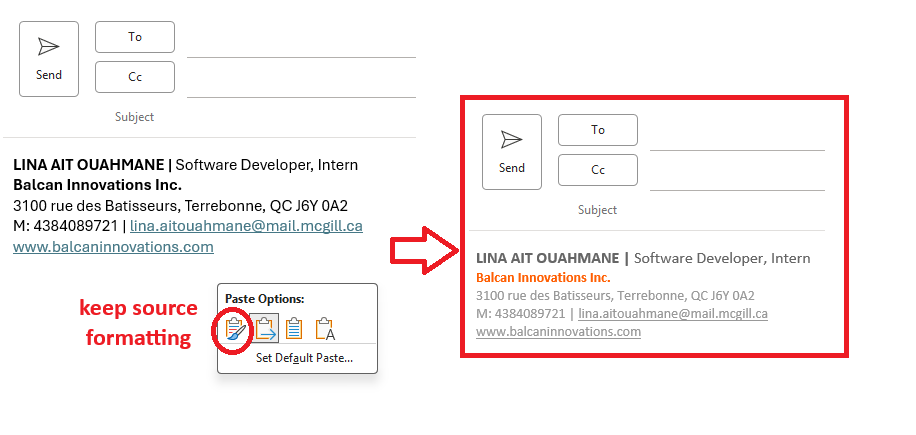 To
Send
Cc
Subject
LINA AIT OUAHMANE | Software Developer, Intern
Balcan Innovations Inc.
3100 rue des Batisseurs, Terrebonne, QC J6Y 0A2
M: 4384089721 | lina.aitouahmane@mail.mcgill.ca
www.balcaninnovations.com
keep source
formatting
Paste Options:
A
Set Default Paste...
To
Send
Cc
Subject
LINA AIT OUAHMANE | Software Developer, Intern
Balcan Innovations Inc.
3100 rue des Batisseurs, Terrebonne, QC J6Y 0A2
M: 4384089721 | lina.aitouahmane@mail.mcgill.ca
www.balcaninnovations.com